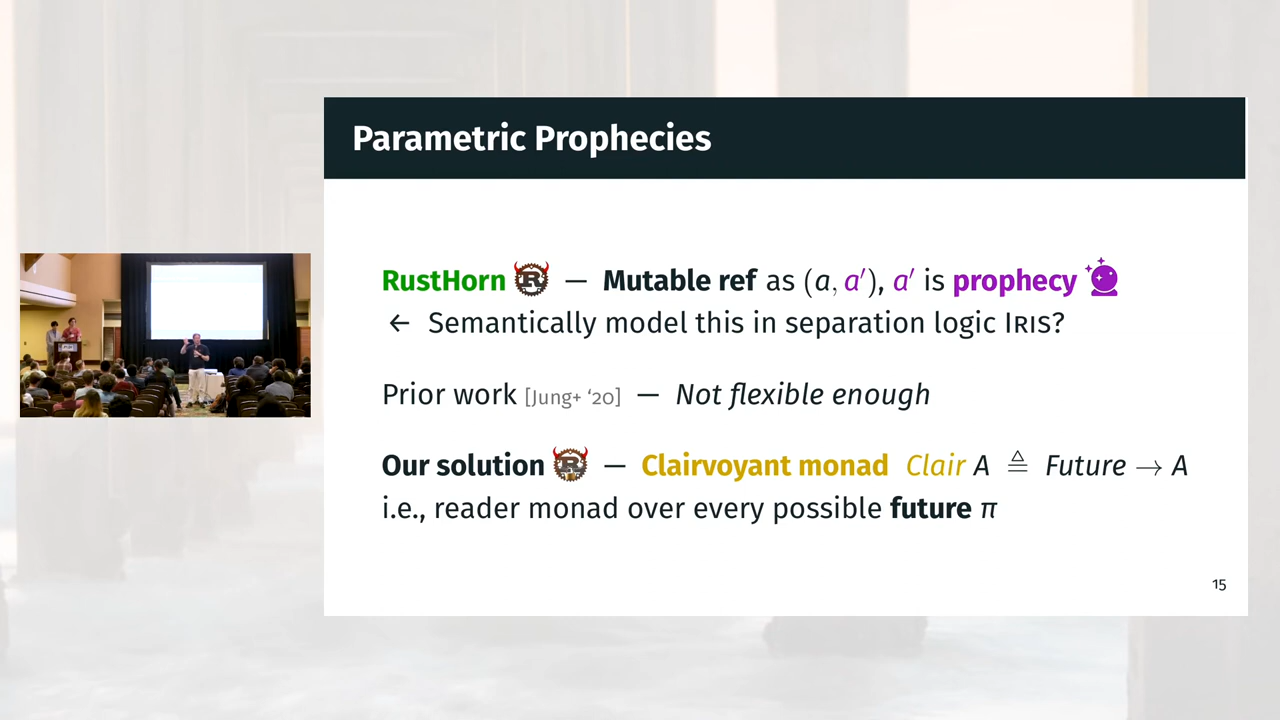 Parametric Prophecies
RustHorn — Mutable ref as (a, a′), a′ is prophecy
← Semantically model this in separation logic IRIS?
Prior work [Jung+ ‘20] — Not flexible enough
Our solution — Clairvoyant monad Clair A ≜ Future → A
i.e., reader monad over every possible future π
15